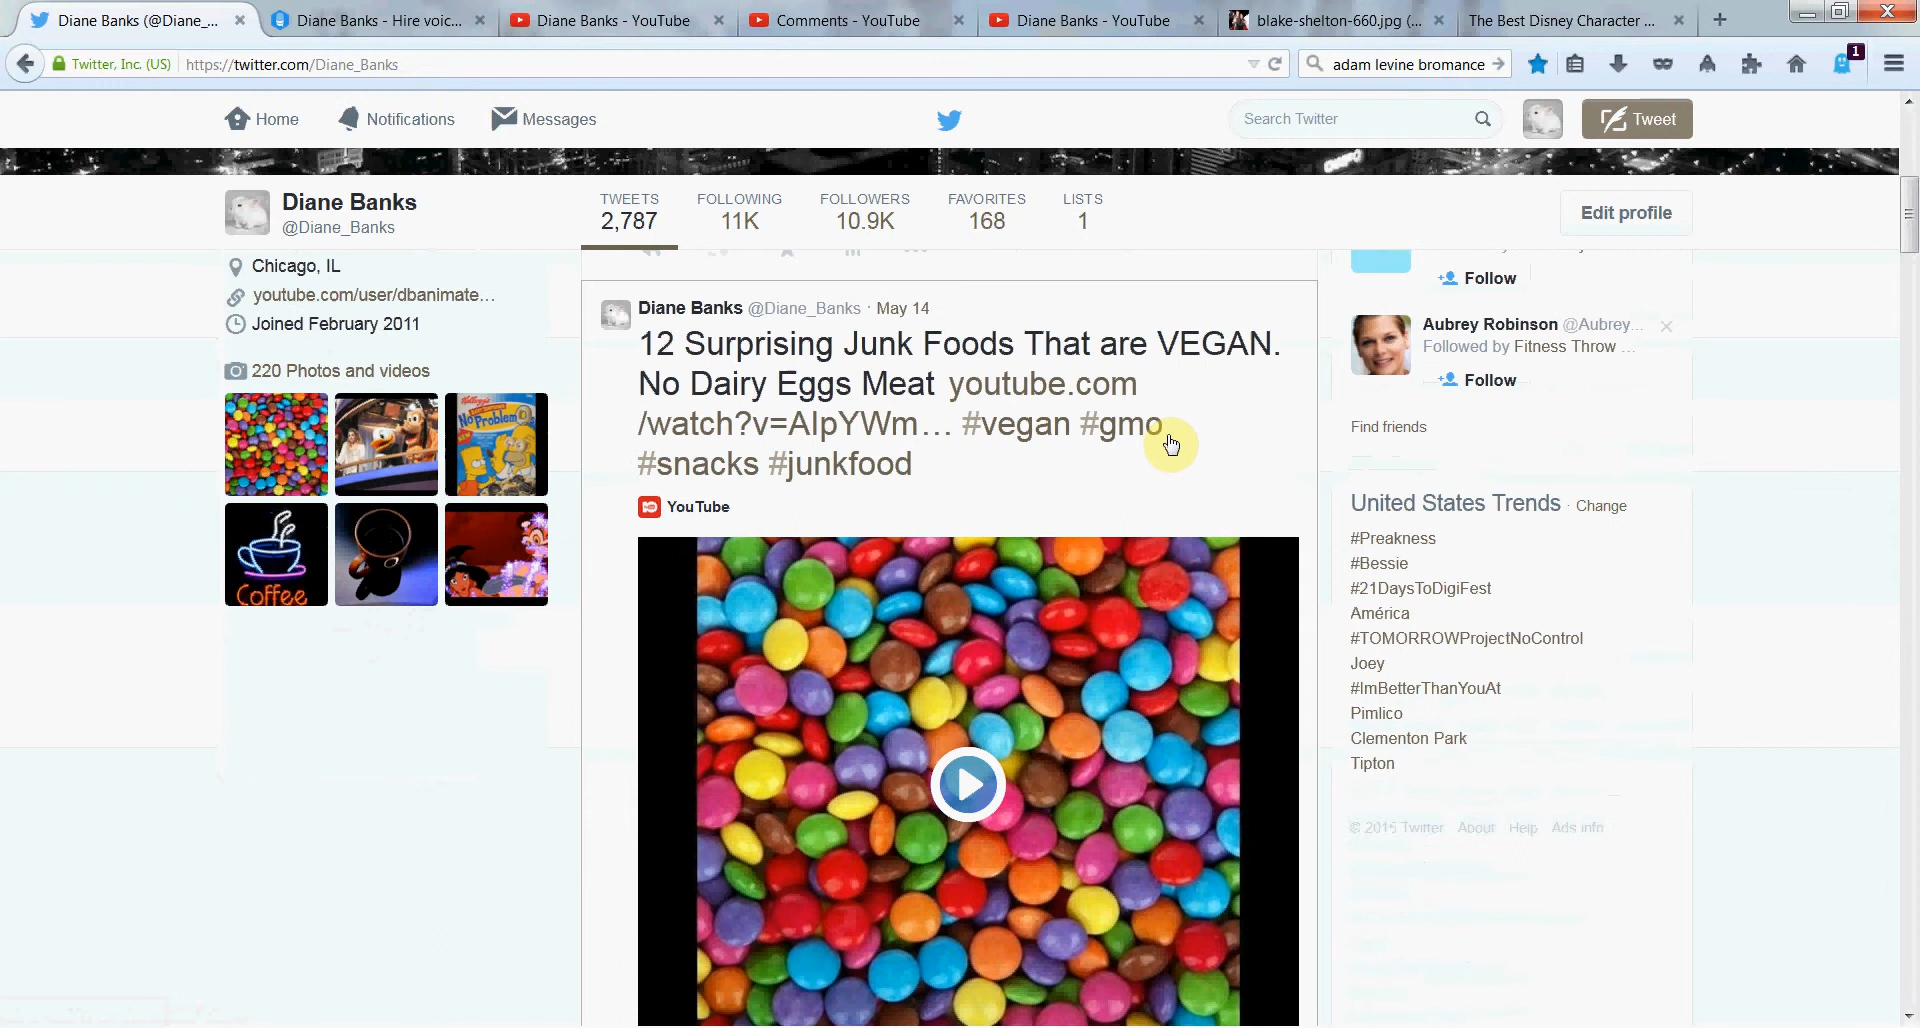 Diane Banks (@Diane_...
Diane Banks - Hire voic...
Diane Banks - YouTube
Comments - YouTube
Diane Banks - YouTube
blake-shelton-660.jpg (...
The Best Disney Character ...
Twitter, Inc. (US)
https://twitter.com/Diane_Banks
adam levine bromance
1
Home
Notifications
Messages
Search Twitter
Tweet
Diane Banks
@Diane_Banks
TWEETS
2,787
FOLLOWING
11K
FOLLOWERS
10.9K
FAVORITES
168
LISTS
1
Edit profile
Chicago, IL
youtube.com/user/dbanimate...
Joined February 2011
220 Photos and videos
Kellogg's
No Problem
Coffee
Diane Banks @Diane_Banks · May 14
12 Surprising Junk Foods That are VEGAN.
No Dairy Eggs Meat youtube.com
/watch?v=AIpYWm... #vegan #gmo
#snacks #junkfood
YouTube
Follow
Aubrey Robinson @Aubrey...
Followed by Fitness Throw ...
Follow
Find friends
United States Trends · Change
#Preakness
#Bessie
#21DaysToDigiFest
América
#TOMORROWProjectNoControl
Joey
#ImBetterThanYouAt
Pimlico
Clementon Park
Tipton
© 2015 Twitter About Help Ads info